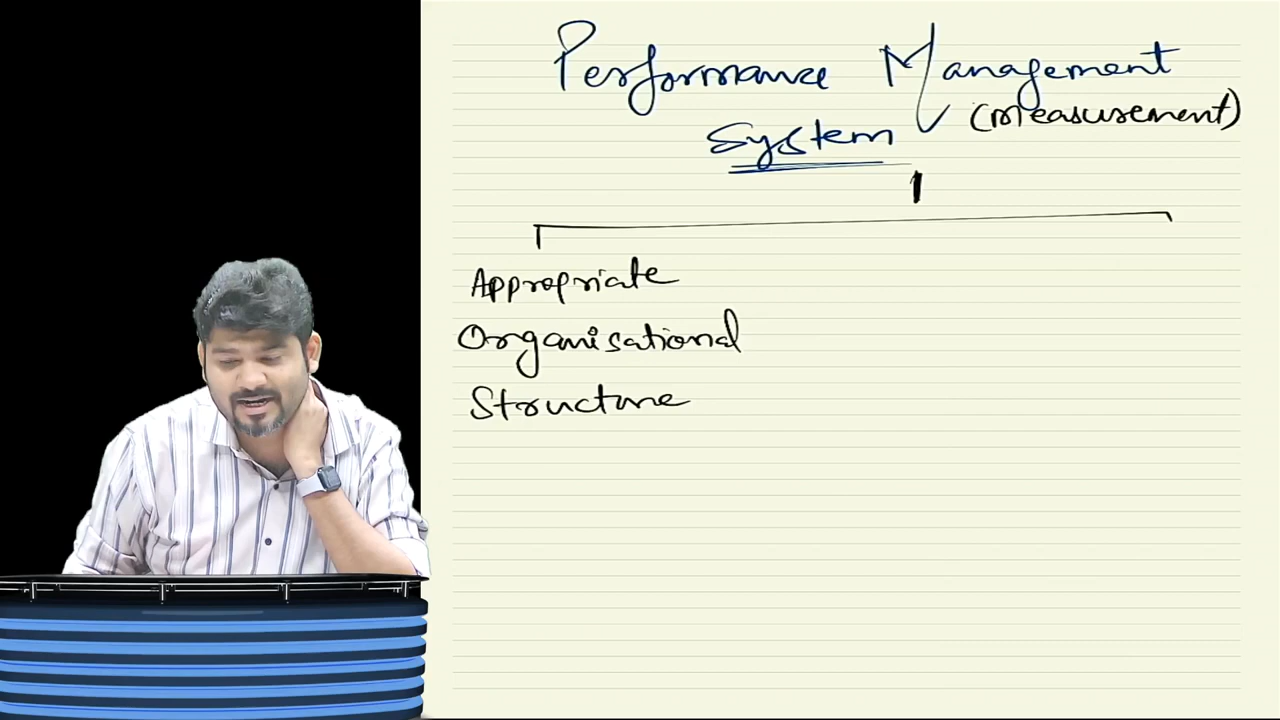 Performance Management
(Measurement)
System
Appropriate
Organisational
Structure